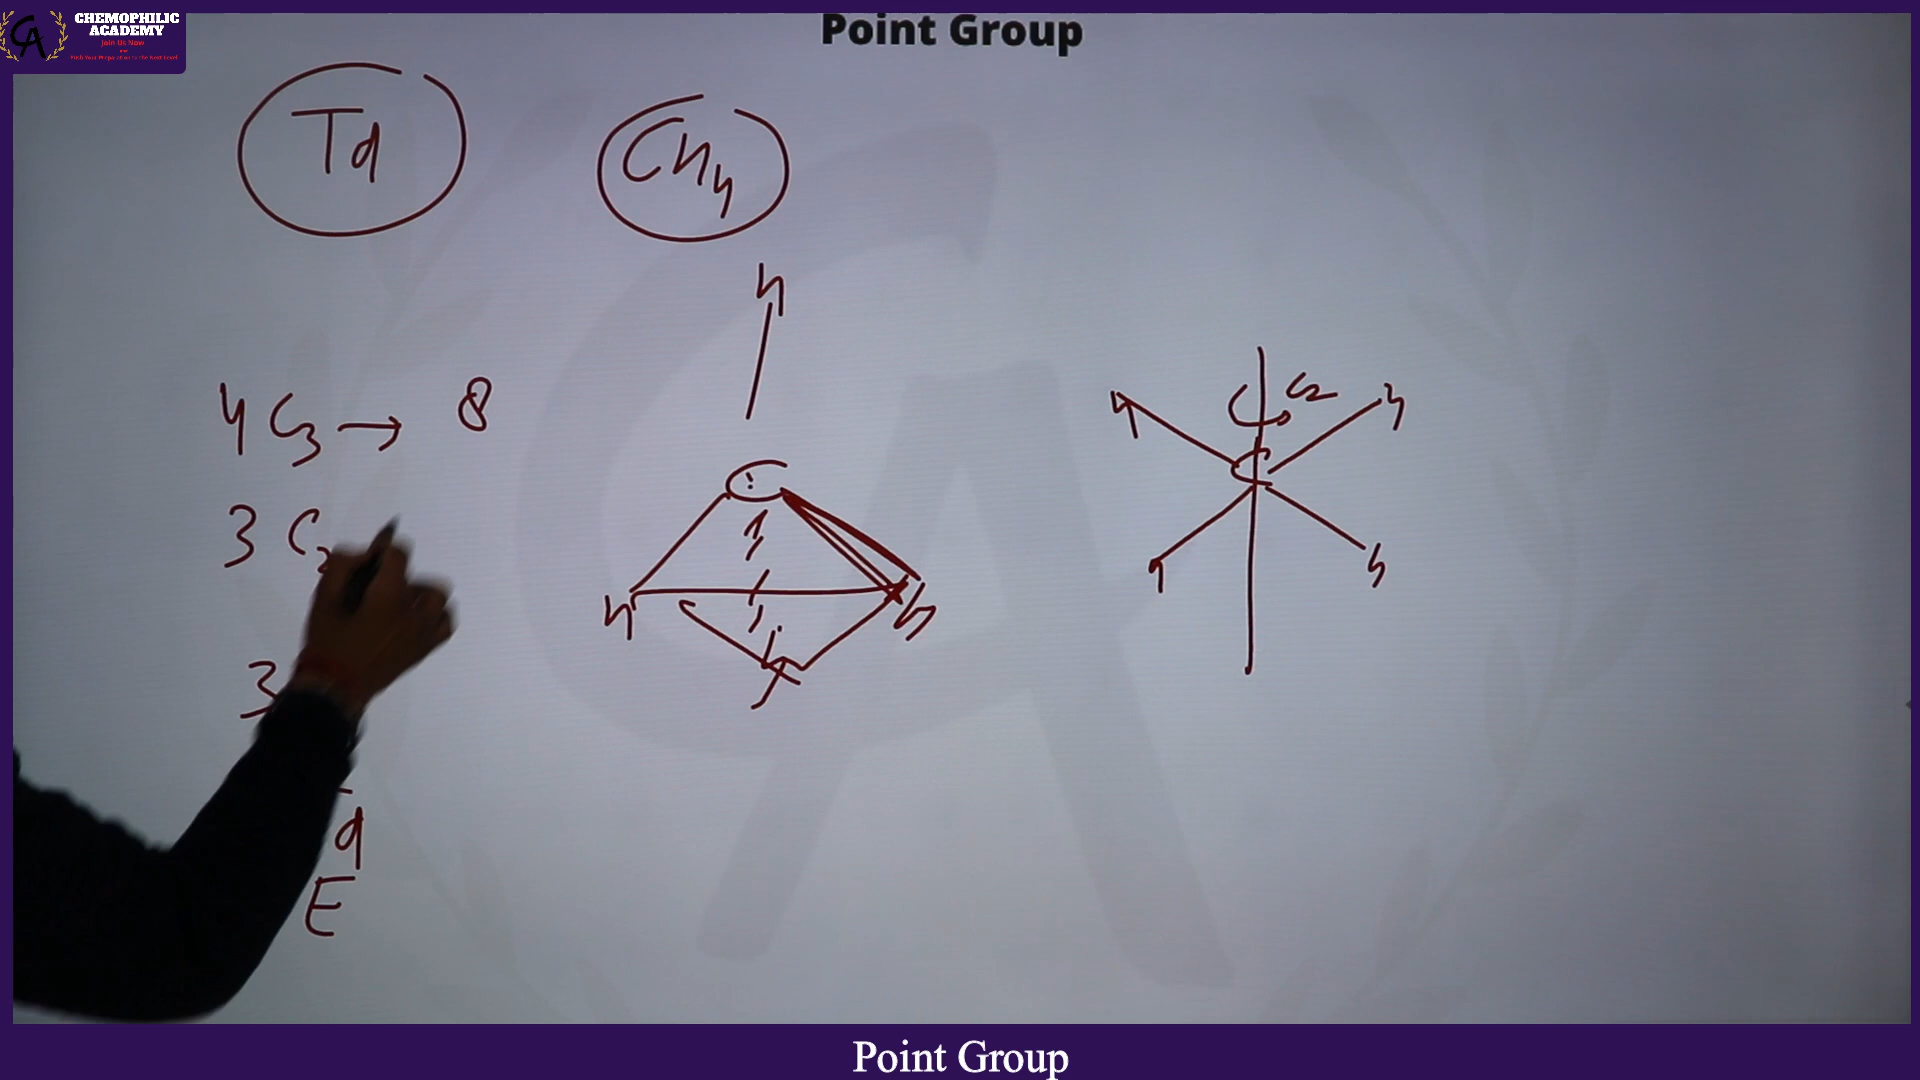 CHEMOPHILIC
ACADEMY
Join Us Now
Point Group
Td
CH4
H
4 C3 → 8
C2
H
H
3 C2
C
C
H
H
H
H
3
d
E
Point Group